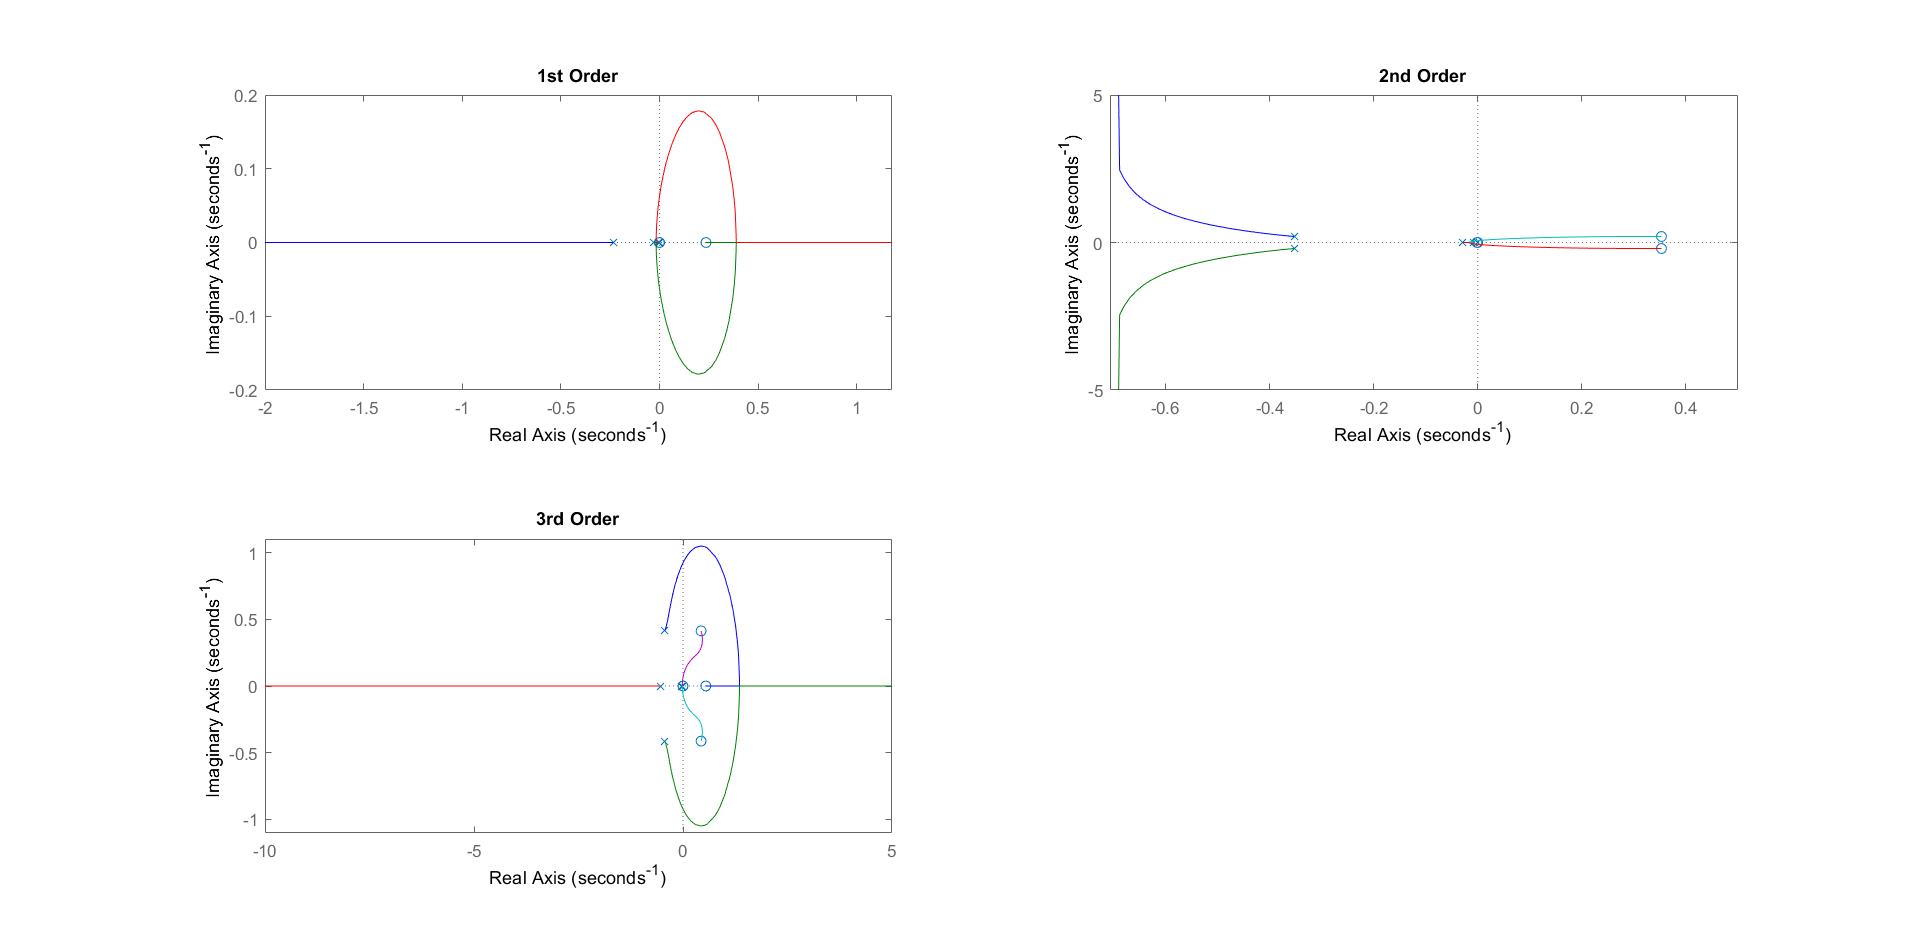 1st Order
0.2
0.1
0
-0.1
-0.2
Imaginary Axis (seconds^-1)
-2 -1.5 -1 -0.5 0 0.5 1
Real Axis (seconds^-1)
2nd Order
5
0
-5
Imaginary Axis (seconds^-1)
-0.6 -0.4 -0.2 0 0.2 0.4
Real Axis (seconds^-1)
3rd Order
1
0.5
0
-0.5
-1
Imaginary Axis (seconds^-1)
-10 -5 0 5
Real Axis (seconds^-1)